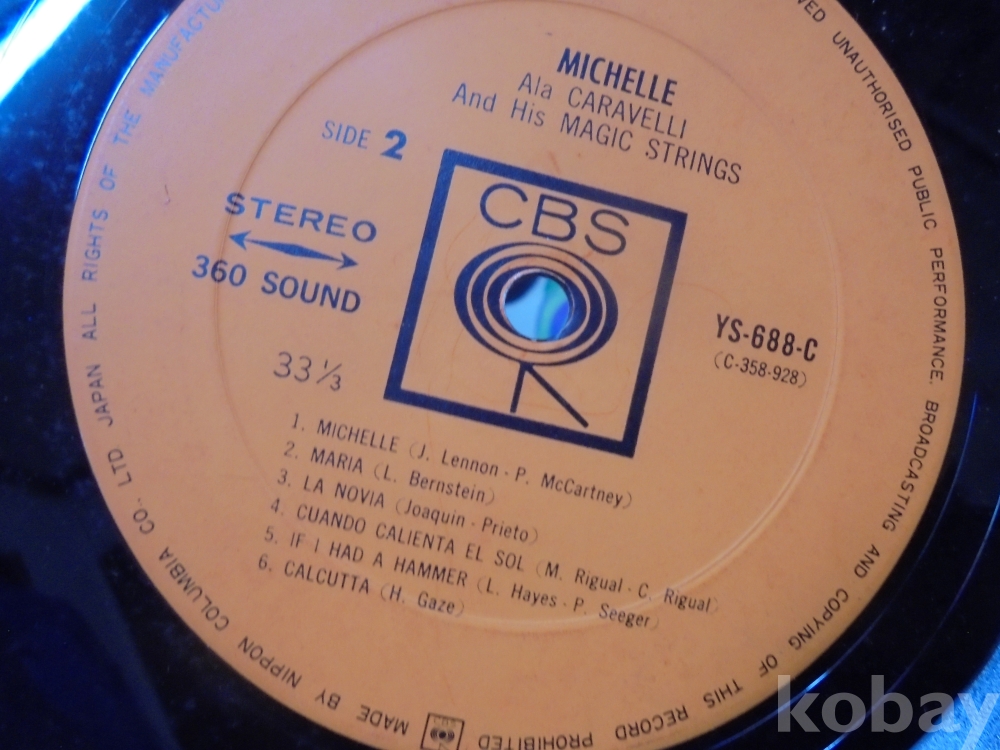 MICHELLE
Ala CARAVELLI
And His MAGIC STRINGS
SIDE 2
STEREO
360 SOUND
33 1/3
CBS
YS-688-C
(C-358-928)
1. MICHELLE (J. Lennon - P. McCartney)
2. MARIA (L. Bernstein)
3. LA NOVIA (Joaquin - Prieto)
4. CUANDO CALIENTA EL SOL (M. Rigual - C. Rigual)
5. IF I HAD A HAMMER (L. Hayes - P. Seeger)
6. CALCUTTA (H. Gaze)
MADE BY NIPPON COLUMBIA CO., LTD JAPAN ALL RIGHTS OF THE MANUFACTUR
UNAUTHORISED PUBLIC PERFORMANCE. BROADCASTING AND COPYING OF THIS RECORD PROHIBITED
kobay